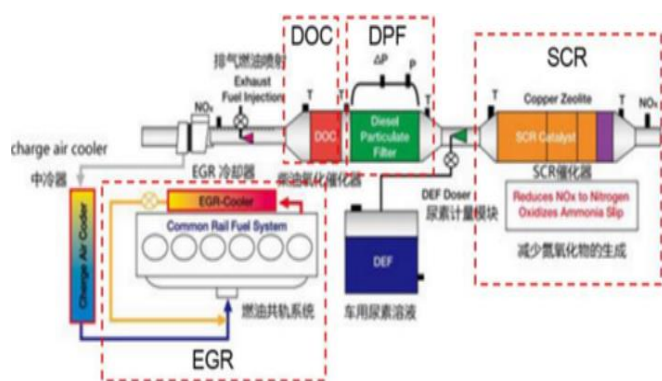 DOC
DPF
SCR
排气燃油喷射
Exhaust
Fuel Injection
NOx
T
T
ΔP
P
T
T
Copper Zeolite
T
NOx
DOC
Diesel
Particulate
Filter
SCR Catalyst
charge air cooler
中冷器
EGR 冷却器
柴油氧化催化器
DEF Doser
尿素计量模块
SCR催化器
Reduces NOx to Nitrogen
Oxidizes Ammonia Slip
减少氮氧化物的生成
Charge Air Cooler
EGR-Cooler
Common Rail Fuel System
燃油共轨系统
DEF
车用尿素溶液
EGR